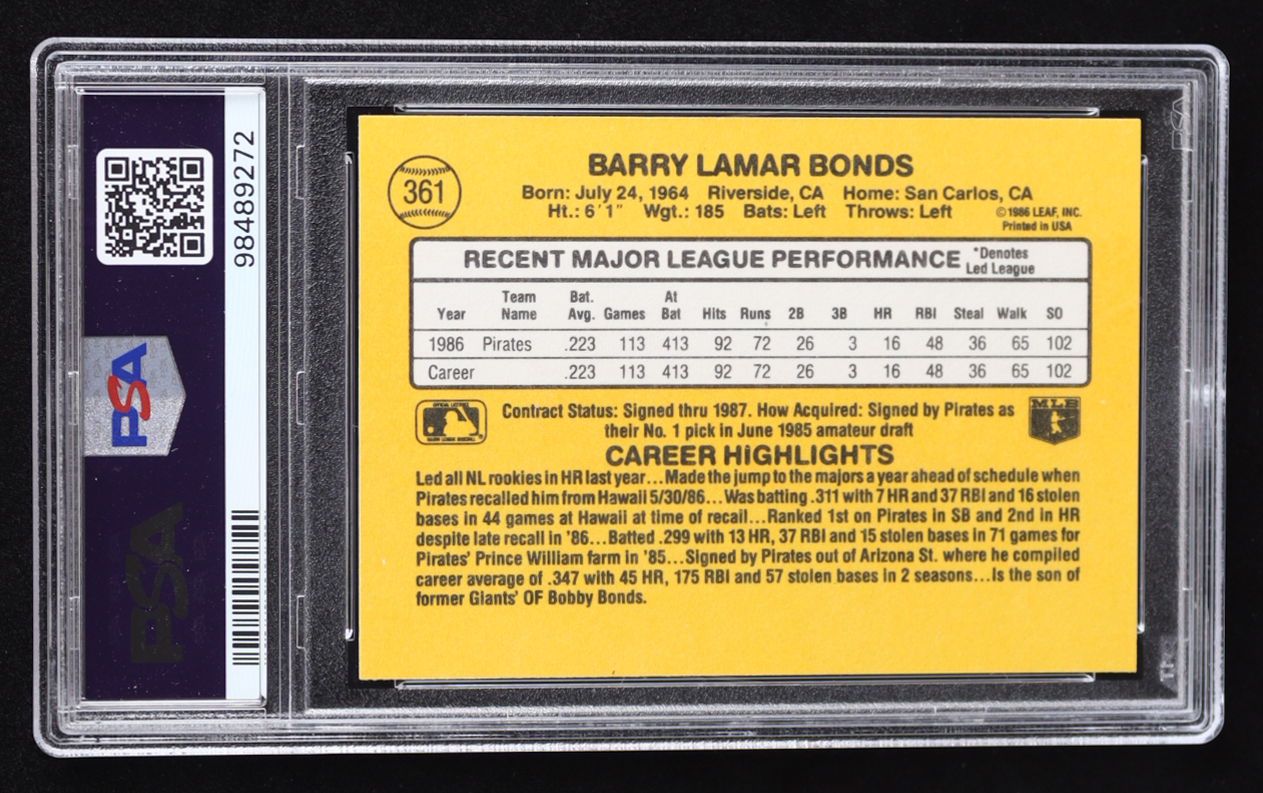 98489272
PSA
PSA
PSA
361
BARRY LAMAR BONDS
Born: July 24, 1964 Riverside, CA Home: San Carlos, CA
Ht.: 6'1" Wgt.: 185 Bats: Left Throws: Left
©1986 LEAF, INC.
Printed in USA
RECENT MAJOR LEAGUE PERFORMANCE *Denotes Led League
Year Team Name Bat. Avg. Games At Bat Hits Runs 2B 3B HR RBI Steal Walk SO
1986 Pirates .223 113 413 92 72 26 3 16 48 36 65 102
Career .223 113 413 92 72 26 3 16 48 36 65 102
MLB
Contract Status: Signed thru 1987. How Acquired: Signed by Pirates as
their No. 1 pick in June 1985 amateur draft
CAREER HIGHLIGHTS
Led all NL rookies in HR last year...Made the jump to the majors a year ahead of schedule when
Pirates recalled him from Hawaii 5/30/86...Was batting .311 with 7 HR and 37 RBI and 16 stolen
bases in 44 games at Hawaii at time of recall...Ranked 1st on Pirates in SB and 2nd in HR
despite late recall in '86...Batted .299 with 13 HR, 37 RBI and 15 stolen bases in 71 games for
Pirates' Prince William farm in '85...Signed by Pirates out of Arizona St. where he compiled
career average of .347 with 45 HR, 175 RBI and 57 stolen bases in 2 seasons...Is the son of
former Giants' OF Bobby Bonds.